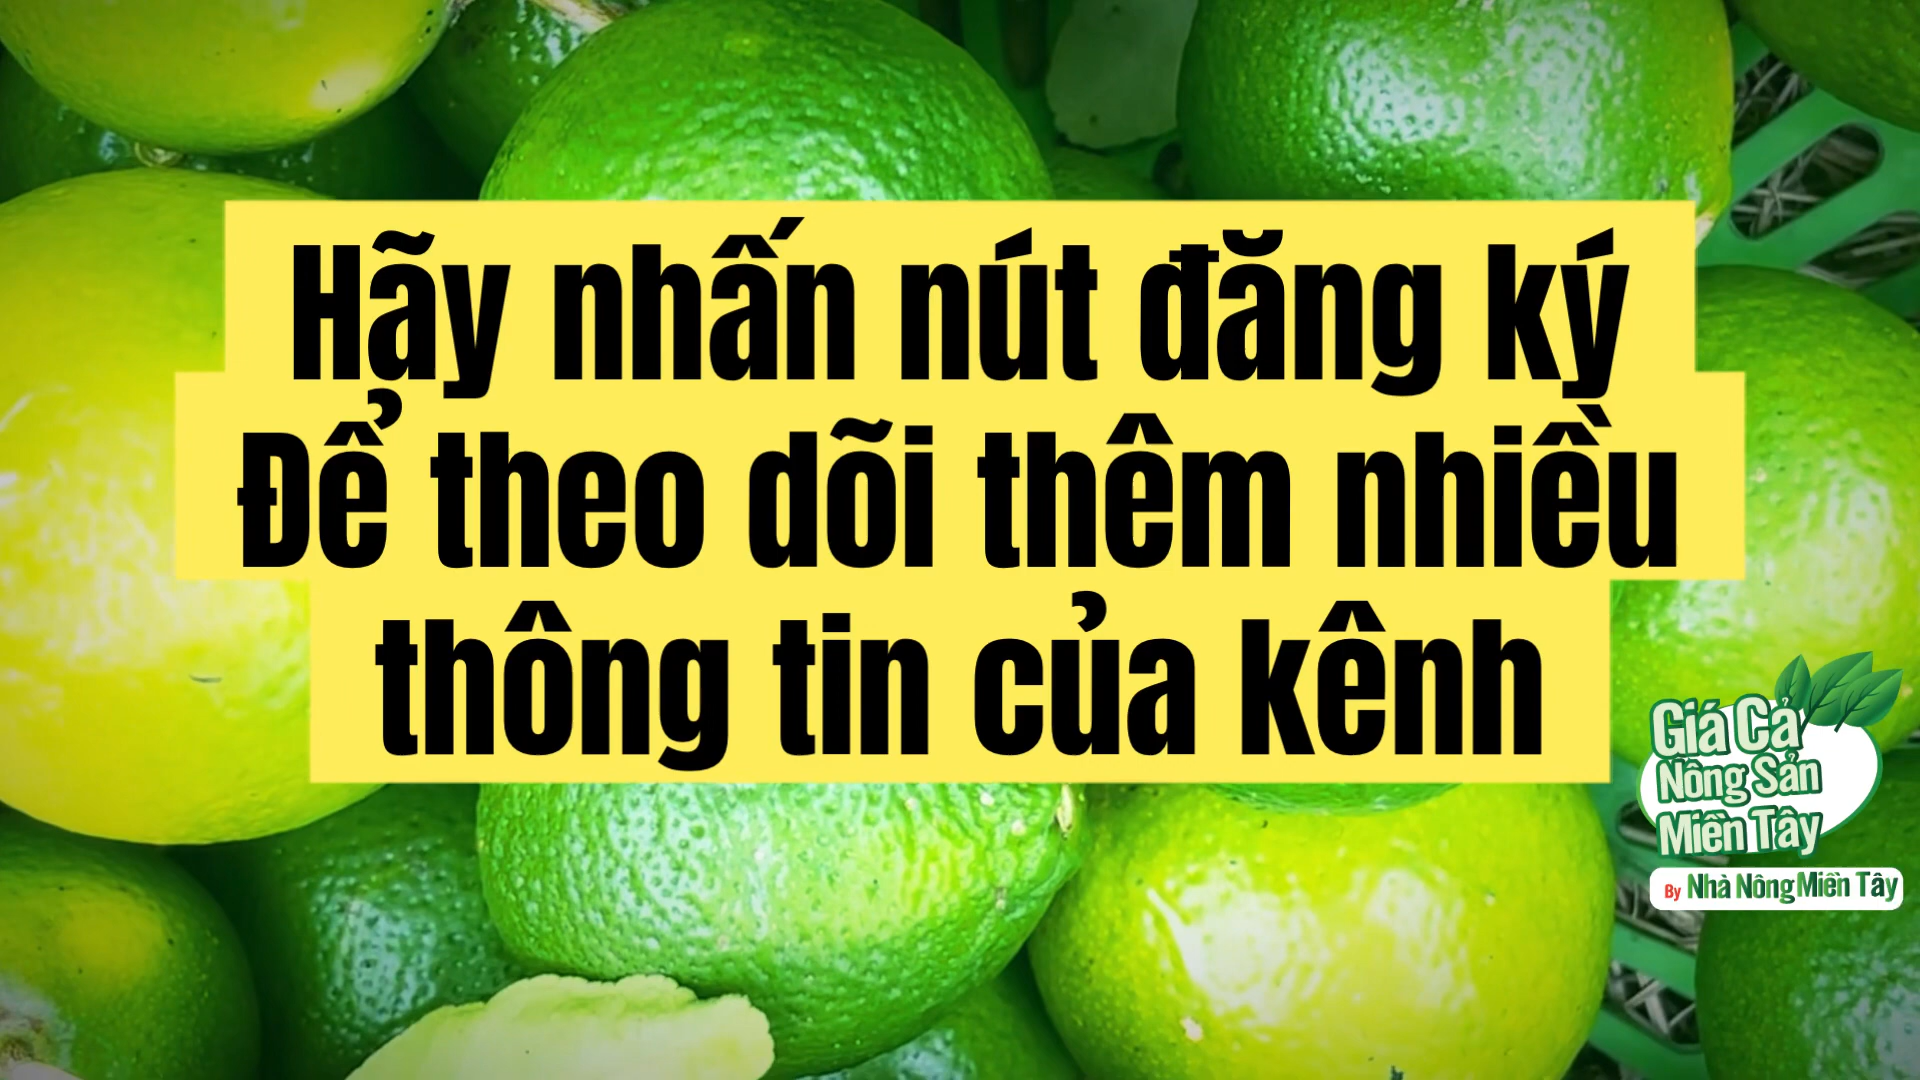 Hãy nhấn nút đăng ký
Để theo dõi thêm nhiều
thông tin của kênh
Giá Cả
Nông Sản
Miền Tây
By Nhà Nông Miền Tây